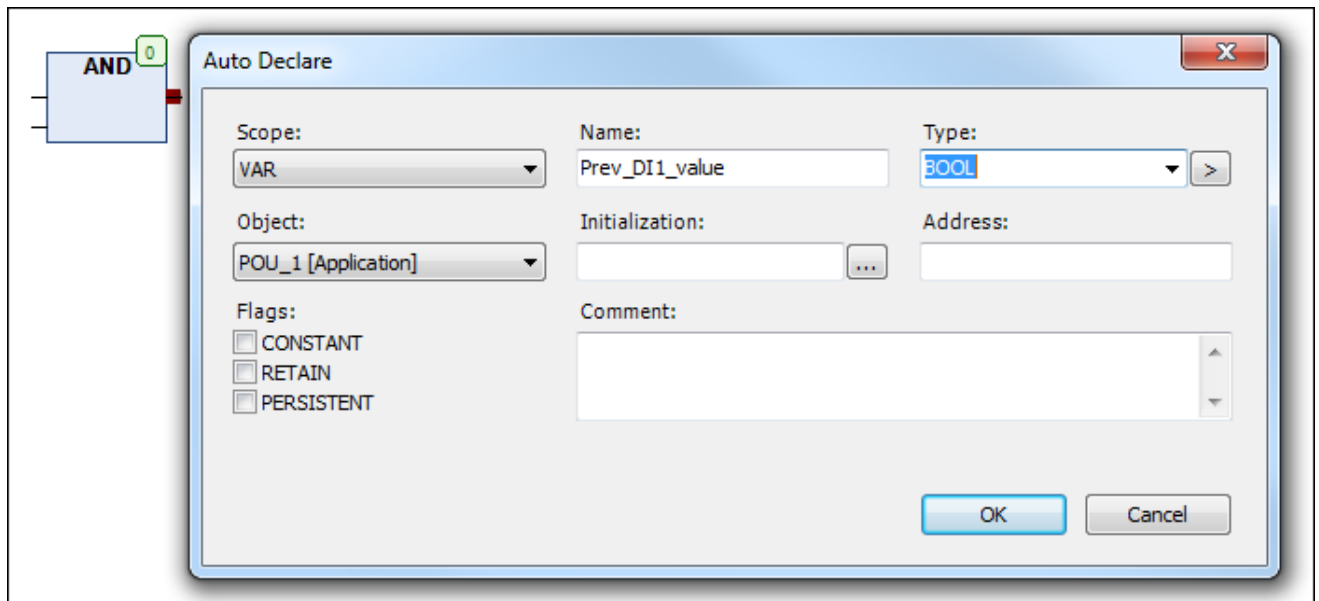 AND 0
Auto Declare
Scope: Name: Type:
VAR Prev_DI1_value BOOL >
Object: Initialization: Address:
POU_1 [Application] ...
Flags: Comment:
CONSTANT
RETAIN
PERSISTENT
OK Cancel